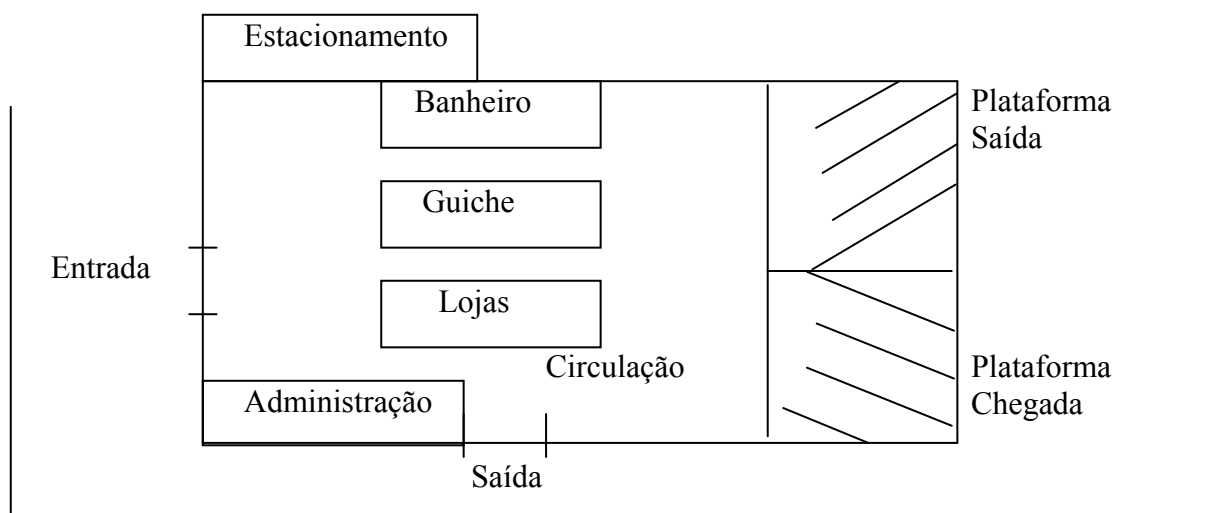 Estacionamento
Banheiro
Plataforma
Saída
Guiche
Entrada
Lojas
Circulação
Administração
Plataforma
Chegada
Saída